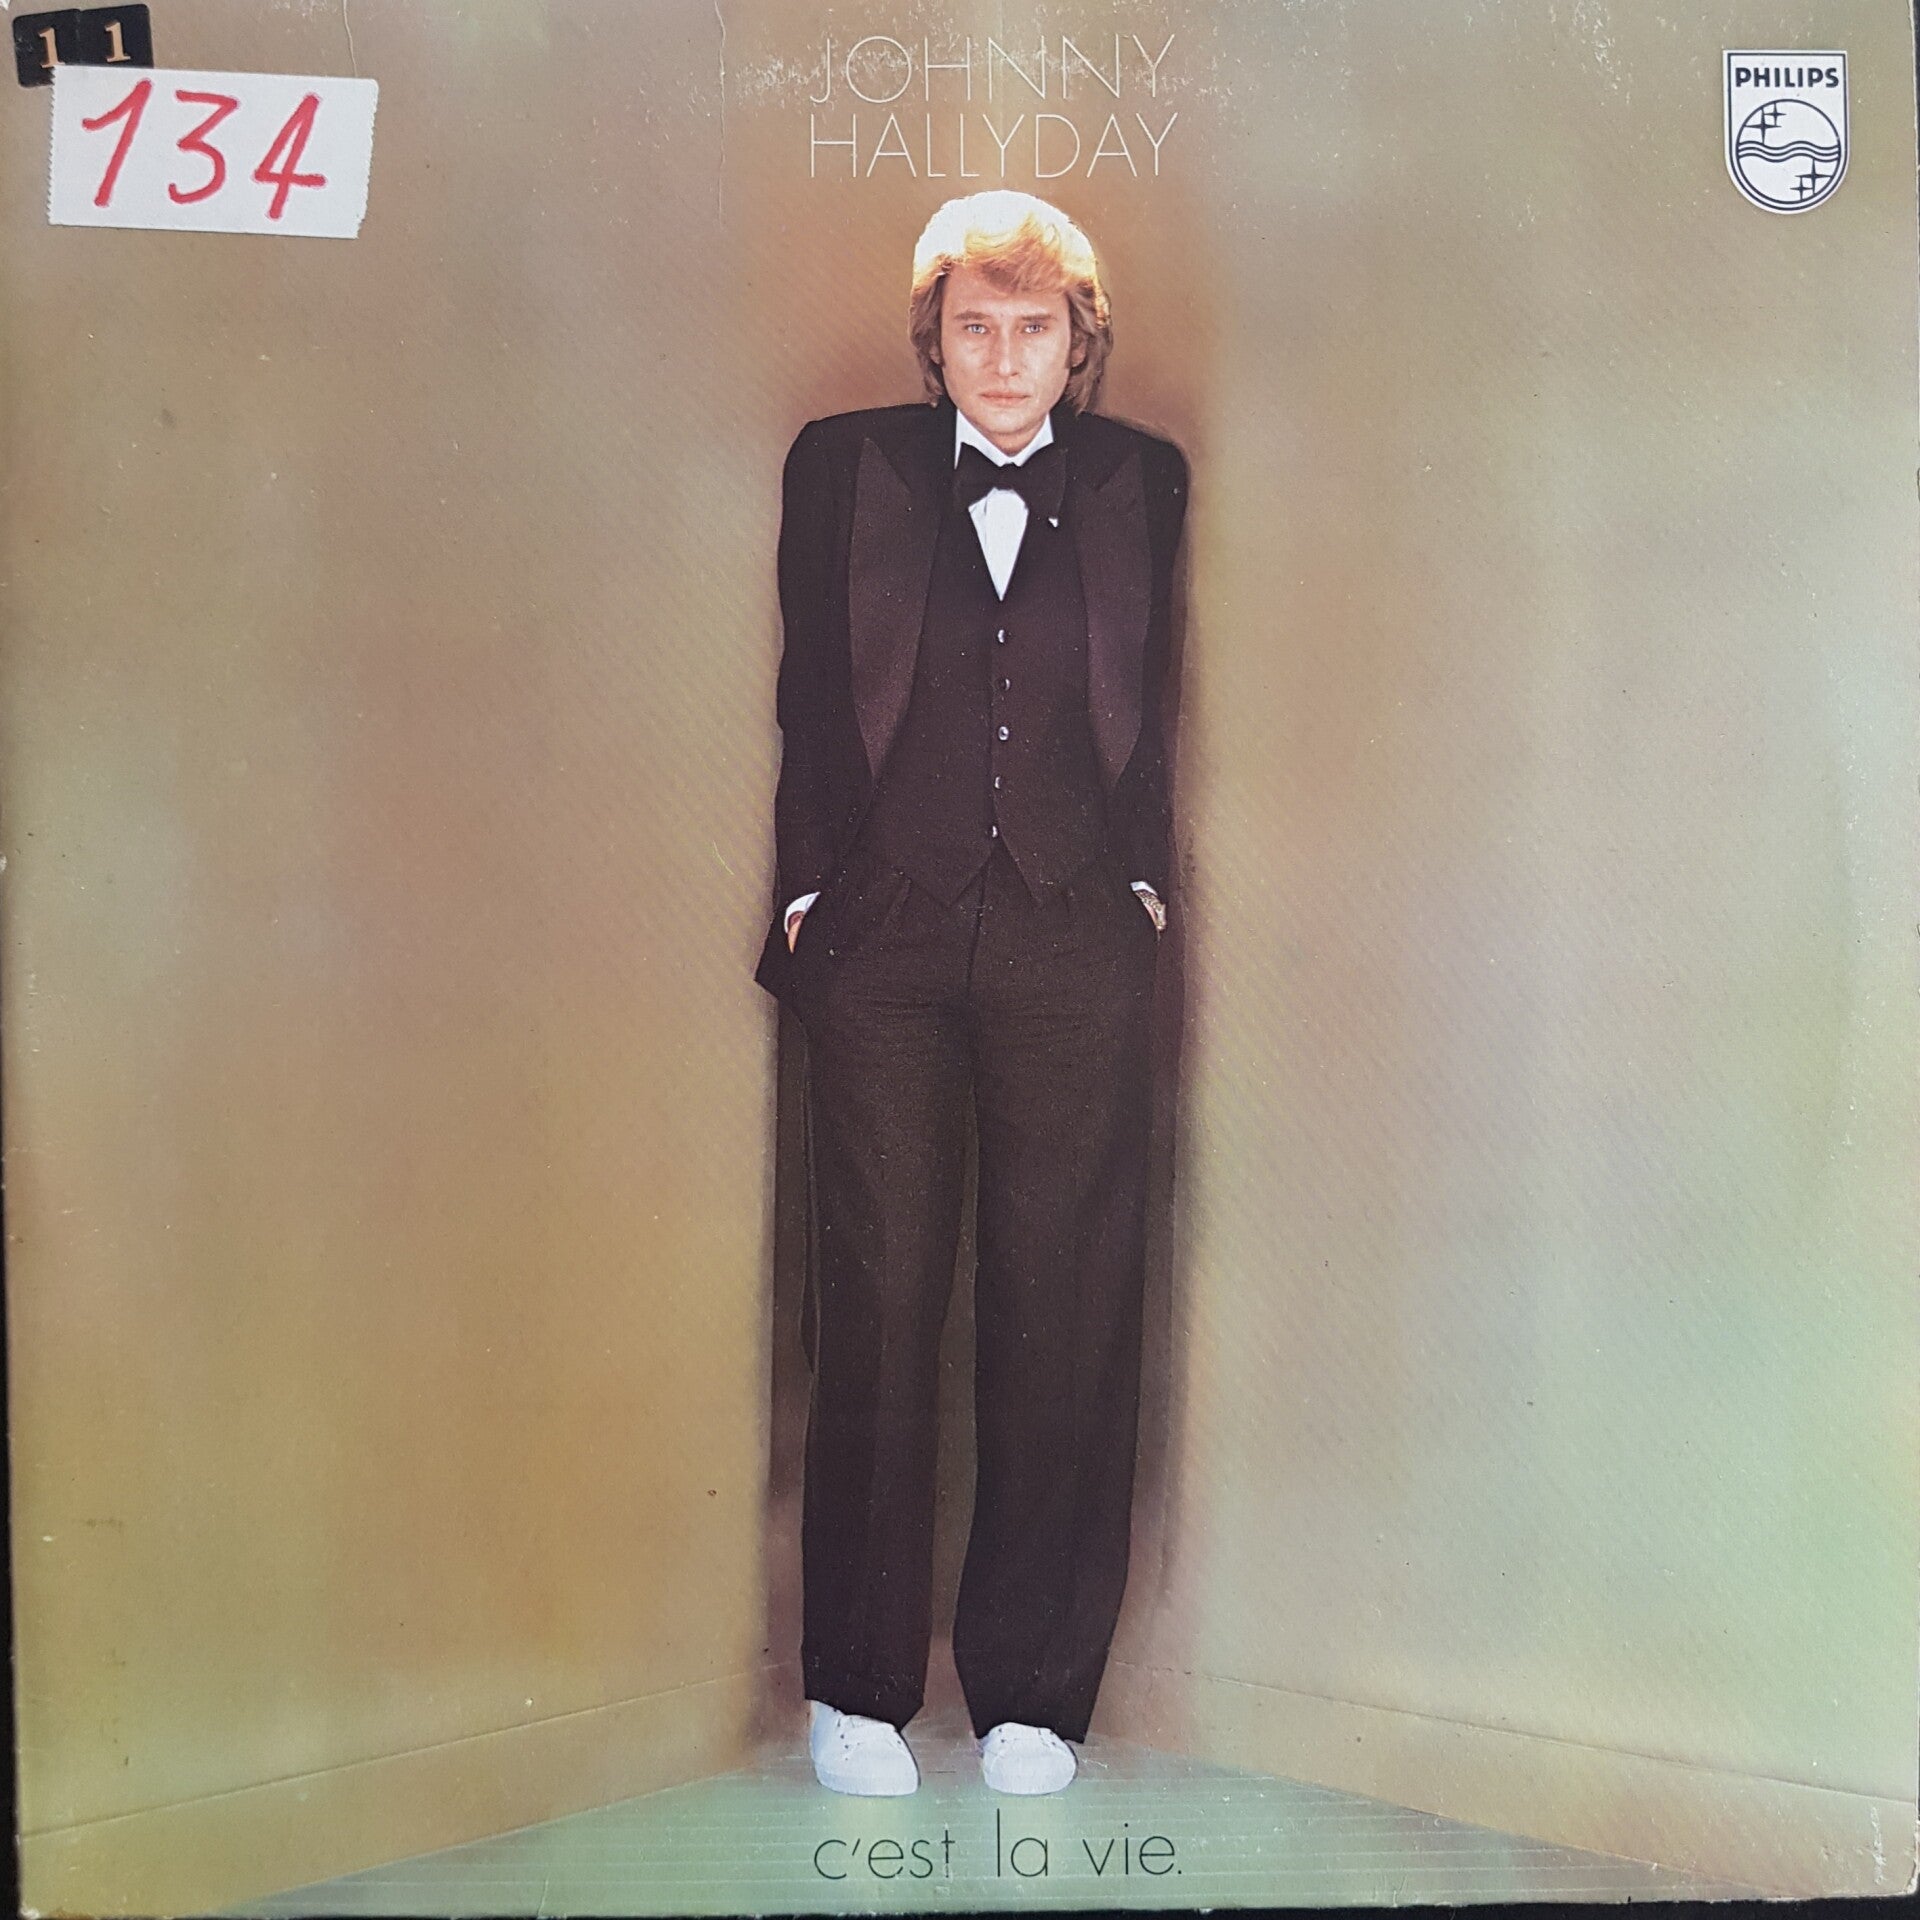 1 1
134
JOHNNY
HALLYDAY
PHILIPS
c'est la vie.